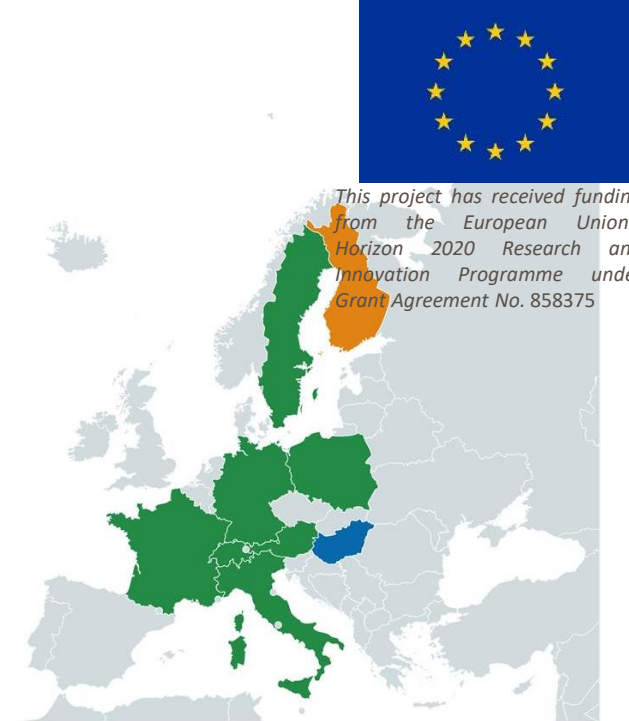 This project has received fundin
from the European Union
Horizon 2020 Research an
Innovation Programme unde
Grant Agreement No. 858375